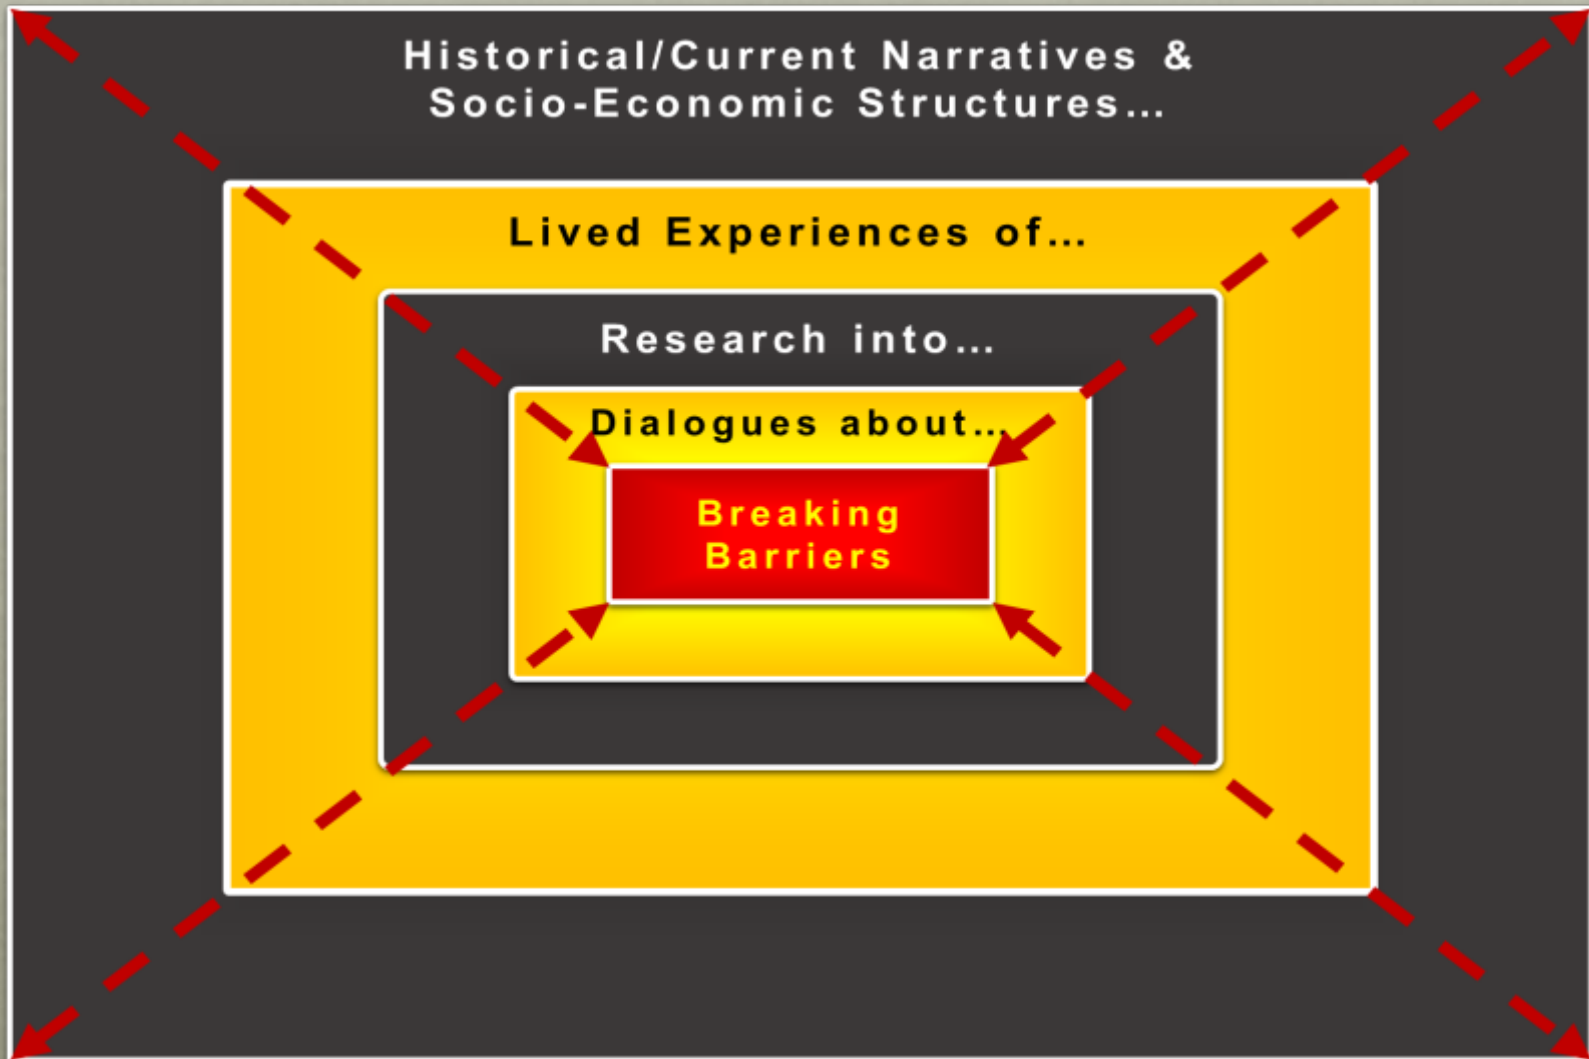 Historical/Current Narratives &
Socio-Economic Structures…
Lived Experiences of…
Research into…
Dialogues about…
Breaking
Barriers